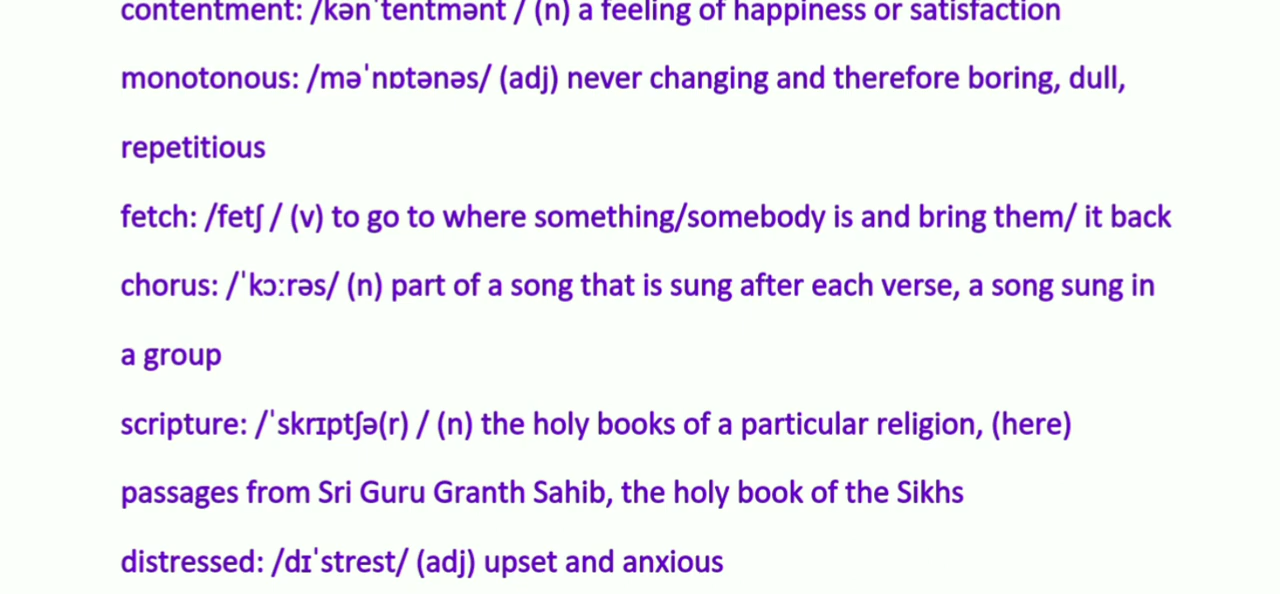 contentment: /kənˈtentmənt / (n) a feeling of happiness or satisfaction
monotonous: /məˈnɒtənəs/ (adj) never changing and therefore boring, dull,
repetitious
fetch: /fetʃ / (v) to go to where something/somebody is and bring them/ it back
chorus: /ˈkɔːrəs/ (n) part of a song that is sung after each verse, a song sung in
a group
scripture: /ˈskrɪptʃə(r) / (n) the holy books of a particular religion, (here)
passages from Sri Guru Granth Sahib, the holy book of the Sikhs
distressed: /dɪˈstrest/ (adj) upset and anxious